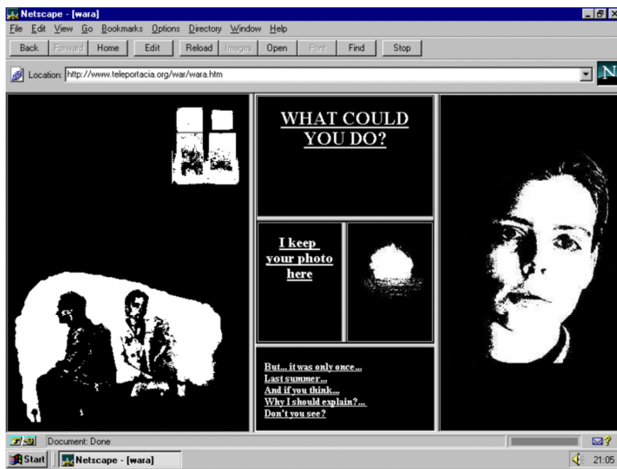 Netscape - [wara]
File Edit View Go Bookmarks Options Directory Window Help
Back Forward Home Edit Reload Images Open Print Find Stop
Location: http://www.teleportacia.org/war/wara.htm
N
WHAT COULD
YOU DO?
I keep
your photo
here
But... it was only once...
Last summer...
And if you think...
Why I should explain?...
Don't you see?
Document: Done
Start Netscape - [wara] 21:05